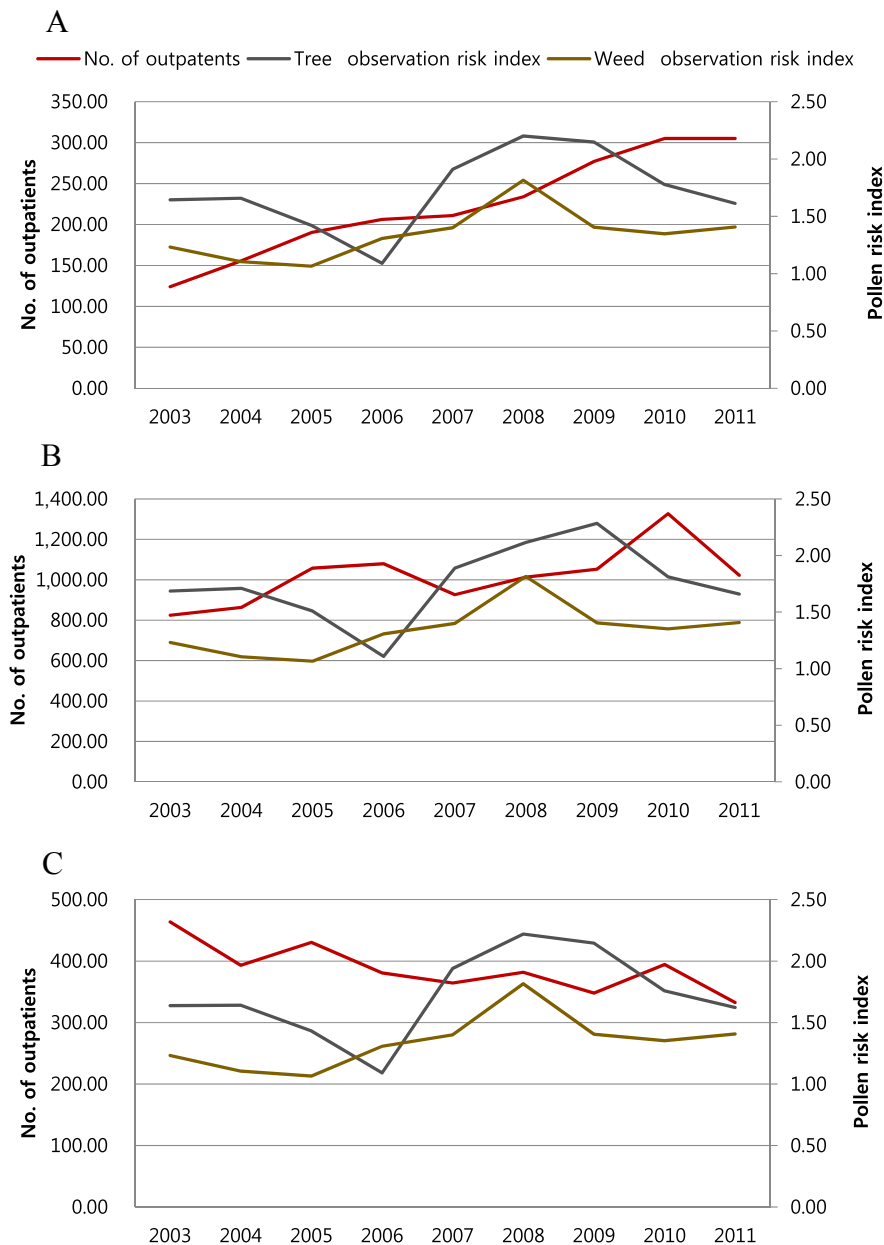 A
No. of outpatents Tree observation risk index Weed observation risk index
350.00 2.50
300.00
2.00
250.00
200.00 1.50
150.00
1.00
100.00
0.50
50.00
0.00 0.00
No. of outpatients
Pollen risk index
2003 2004 2005 2006 2007 2008 2009 2010 2011
B
1,400.00 2.50
1,200.00
2.00
1,000.00
800.00 1.50
600.00
1.00
400.00
0.50
200.00
0.00 0.00
No. of outpatients
Pollen risk index
2003 2004 2005 2006 2007 2008 2009 2010 2011
C
500.00 2.50
400.00 2.00
300.00 1.50
200.00 1.00
100.00 0.50
0.00 0.00
No. of outpatients
Pollen risk index
2003 2004 2005 2006 2007 2008 2009 2010 2011